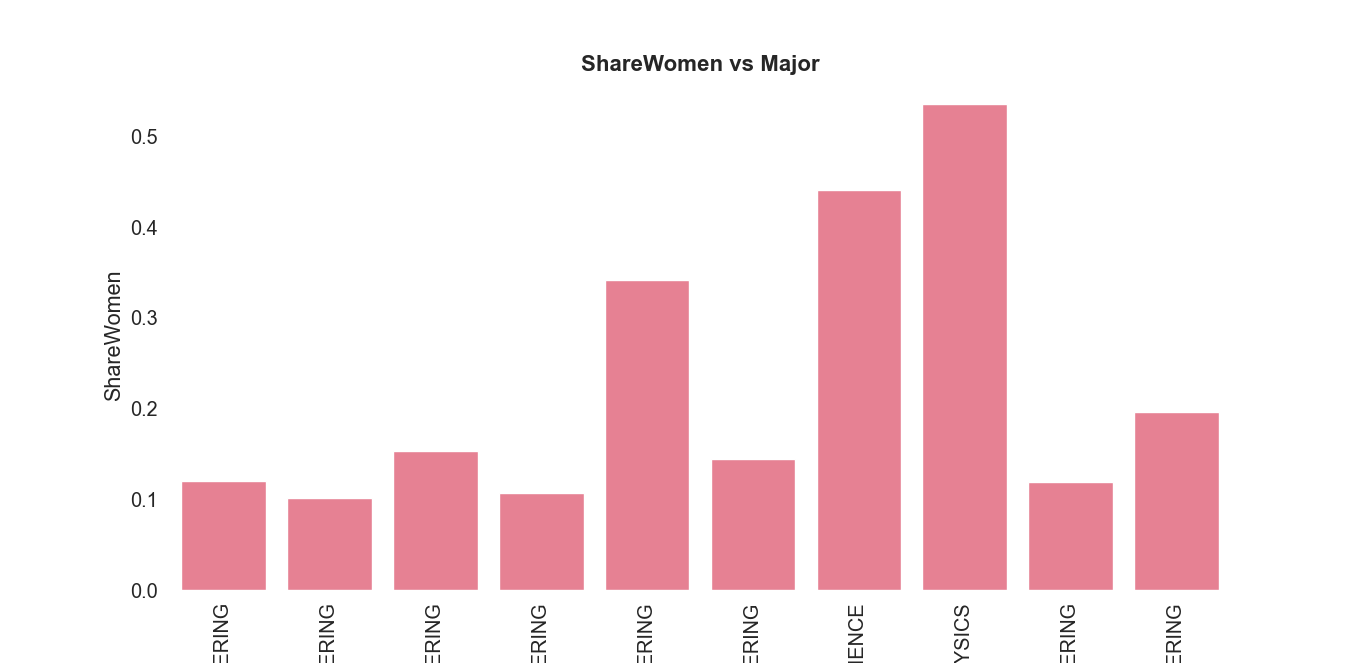 ShareWomen vs Major
ShareWomen
0.5
0.4
0.3
0.2
0.1
0.0
ERING
ERING
ERING
ERING
ERING
ERING
IENCE
YSICS
ERING
ERING